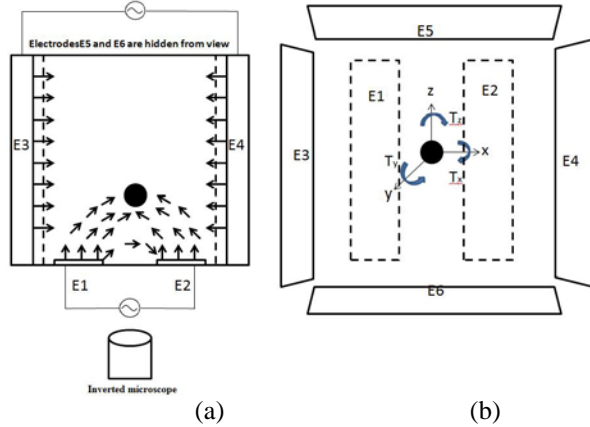 ElectrodesE5 and E6 are hidden from view
E3
E4
E1
E2
Inverted microscope
(a)
E5
E1
E2
z
Tz
E3
x
E4
Ty
Tx
y
E6
(b)